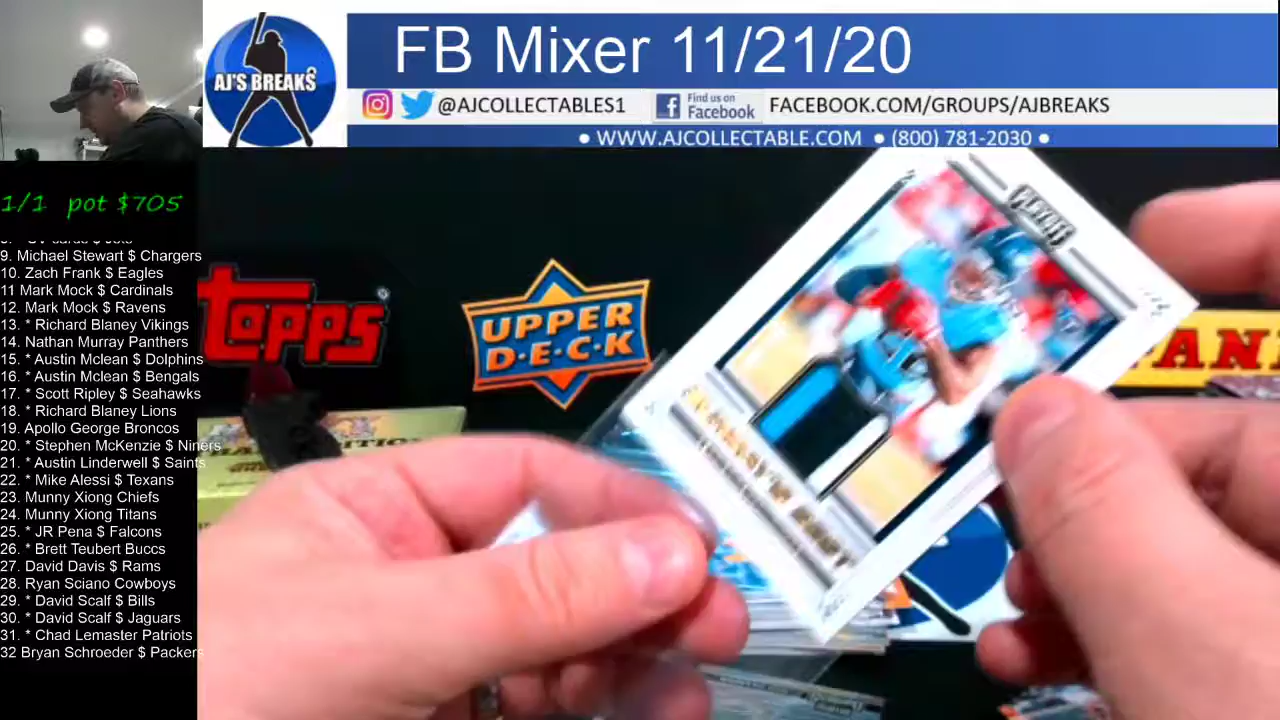 FB Mixer 11/21/20
AJ'S BREAKS
@AJCOLLECTABLES1
Find us on
Facebook
FACEBOOK.COM/GROUPS/AJBREAKS
• WWW.AJCOLLECTABLE.COM • (800) 781-2030 •
1/1 pot $705
9. Michael Stewart $ Chargers
10. Zach Frank $ Eagles
11 Mark Mock $ Cardinals
12. Mark Mock $ Ravens
13. * Richard Blaney Vikings
14. Nathan Murray Panthers
15. * Austin Mclean $ Dolphins
16. * Austin Mclean $ Bengals
17. * Scott Ripley $ Seahawks
18. * Richard Blaney Lions
19. Apollo George Broncos
20. * Stephen McKenzie $ Niners
21. * Austin Linderwell $ Saints
22. * Mike Alessi $ Texans
23. Munny Xiong Chiefs
24. Munny Xiong Titans
25. * JR Pena $ Falcons
26. * Brett Teubert Buccs
27. David Davis $ Rams
28. Ryan Sciano Cowboys
29. * David Scalf $ Bills
30. * David Scalf $ Jaguars
31. * Chad Lemaster Patriots
32 Bryan Schroeder $ Packers
topps
UPPER
D·E·C·K
PLAYOFF